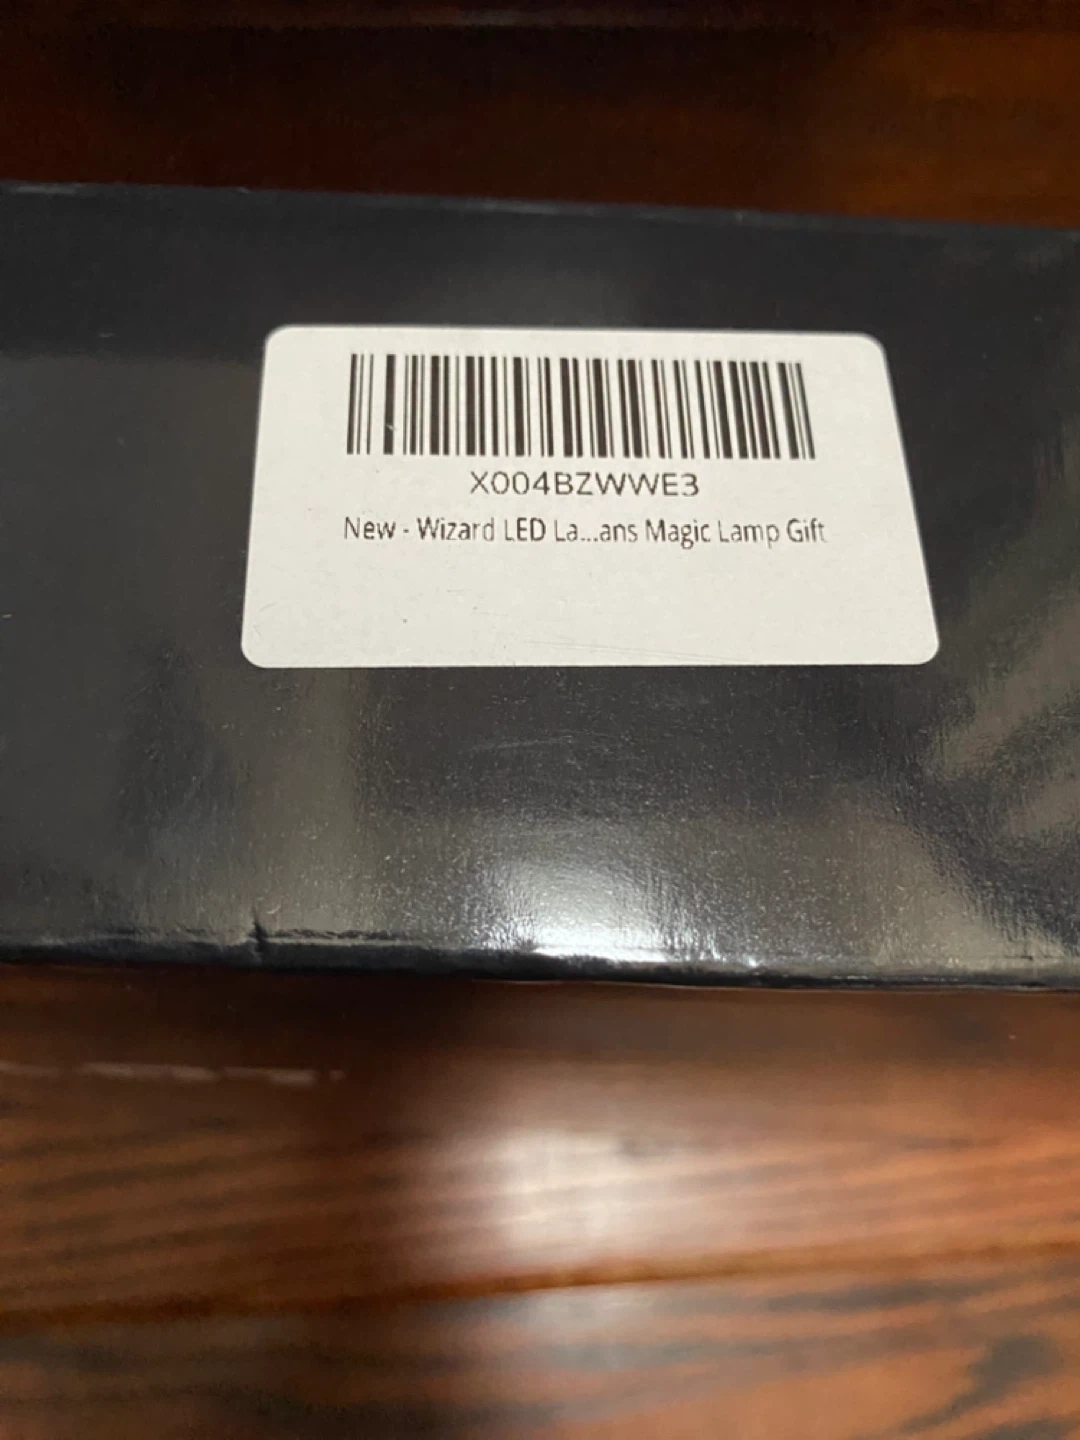 X004BZWWE3
New - Wizard LED La...ans Magic Lamp Gift